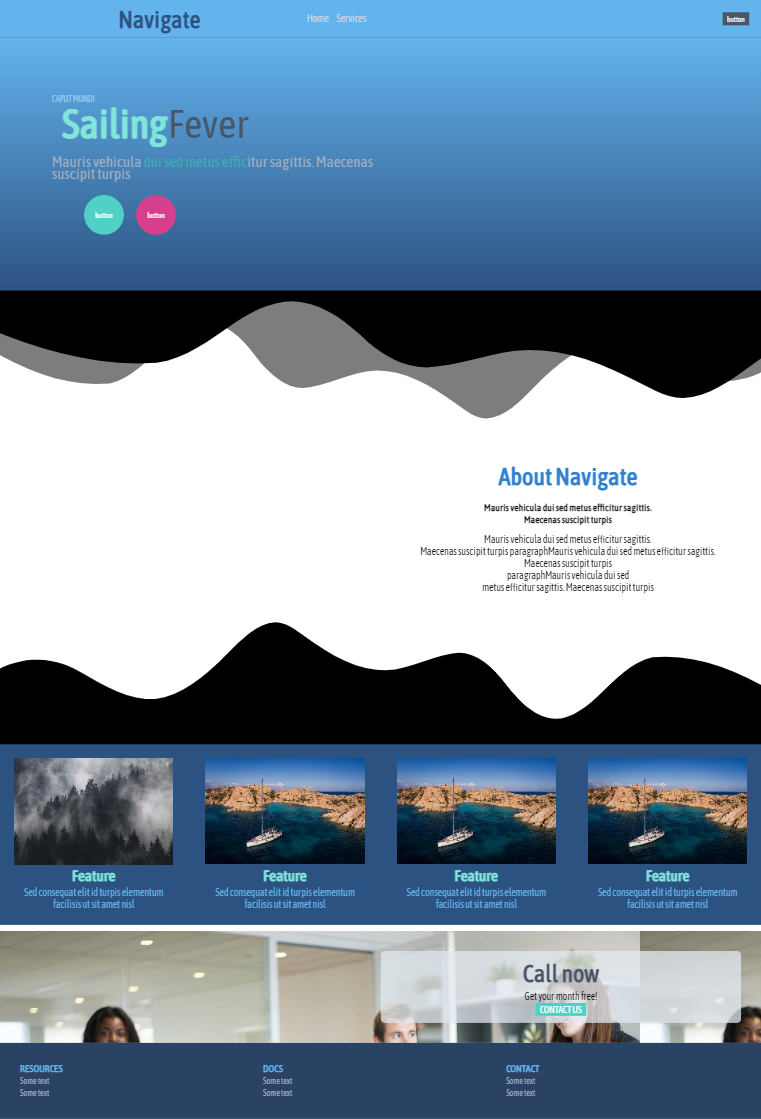 Navigate
Home Services
button
CAPUT MUNDI
SailingFever
Mauris vehicula dui sed metus efficitur sagittis. Maecenas
suscipit turpis
button button
About Navigate
Mauris vehicula dui sed metus efficitur sagittis.
Maecenas suscipit turpis
Mauris vehicula dui sed metus efficitur sagittis.
Maecenas suscipit turpis paragraphMauris vehicula dui sed metus efficitur sagittis.
Maecenas suscipit turpis
paragraphMauris vehicula dui sed
metus efficitur sagittis. Maecenas suscipit turpis
Feature
Sed consequat elit id turpis elementum
facilisis ut sit amet nisl
Feature
Sed consequat elit id turpis elementum
facilisis ut sit amet nisl
Feature
Sed consequat elit id turpis elementum
facilisis ut sit amet nisl
Feature
Sed consequat elit id turpis elementum
facilisis ut sit amet nisl
Call now
Get your month free!
CONTACT US
RESOURCES
Some text
Some text
DOCS
Some text
Some text
CONTACT
Some text
Some text